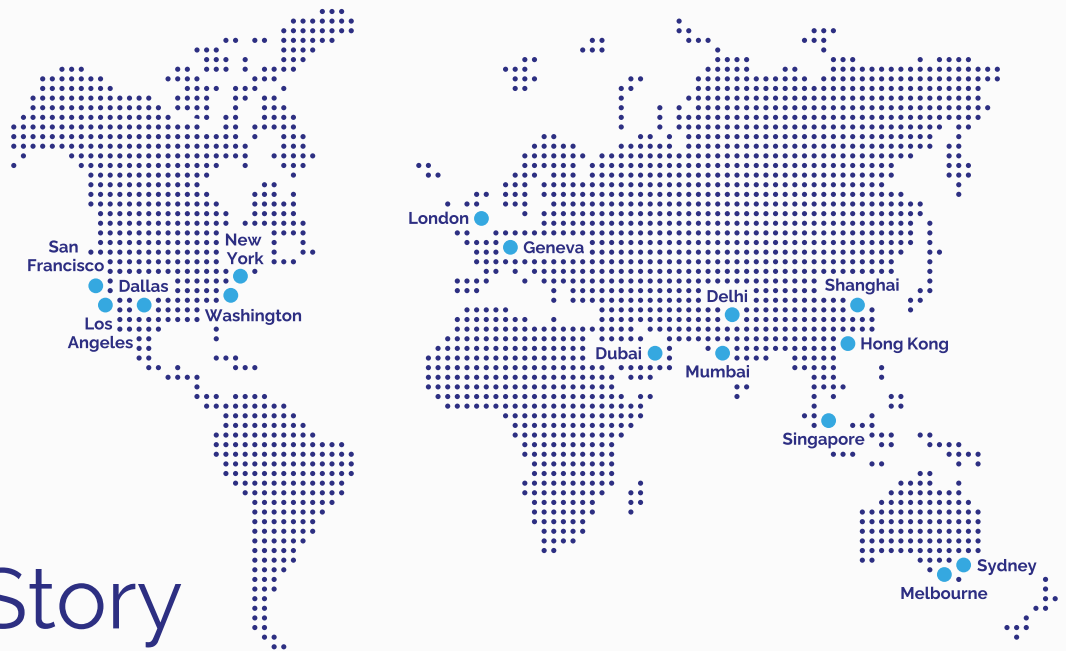 London
Geneva
New
York
San
Francisco
Dallas
Shanghai
Delhi
Washington
Los
Angeles
Hong Kong
Dubai
Mumbai
Singapore
Sydney
Melbourne
Story